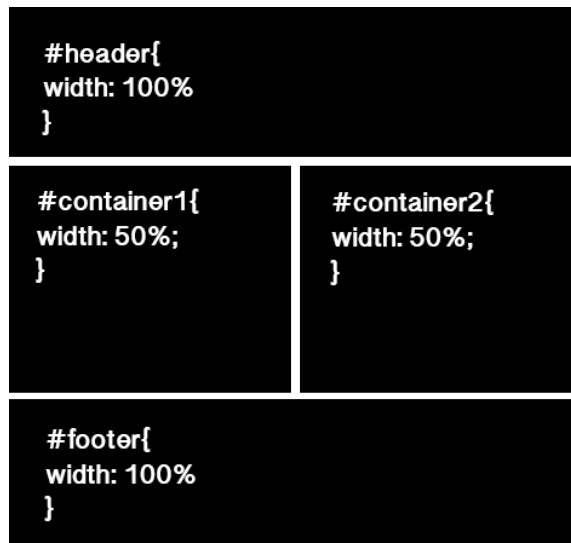 #header{
width: 100%
}
#container1{
width: 50%;
}
#container2{
width: 50%;
}
#footer{
width: 100%
}